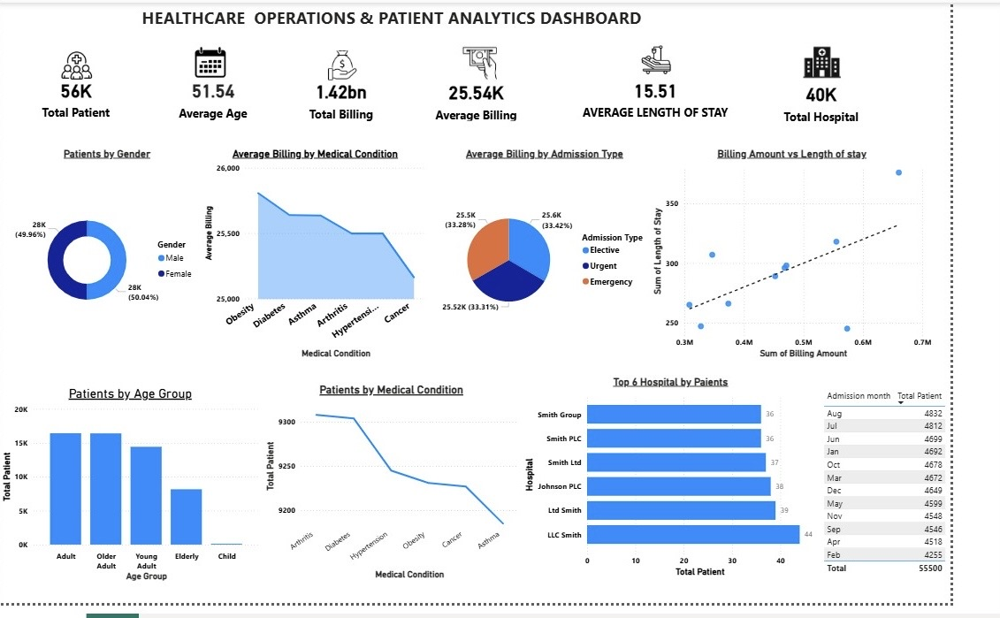 HEALTHCARE OPERATIONS & PATIENT ANALYTICS DASHBOARD
56K
Total Patient
51.54
Average Age
1.42bn
Total Billing
25.54K
Average Billing
15.51
AVERAGE LENGTH OF STAY
40K
Total Hospital
Patients by Gender
28K
(49.96%)
28K
(50.04%)
Gender
Male
Female
Average Billing by Medical Condition
Average Billing
26,000
25,500
25,000
Obesity
Diabetes
Asthma
Arthritis
Hypertensi...
Cancer
Medical Condition
Average Billing by Admission Type
25.5K
(33.28%)
25.6K
(33.42%)
25.52K (33.31%)
Admission Type
Elective
Urgent
Emergency
Billing Amount vs Length of stay
Sum of Length of Stay
350
300
250
0.3M
0.4M
0.5M
0.6M
0.7M
Sum of Billing Amount
Patients by Age Group
Total Patient
20K
15K
10K
5K
0K
Adult
Older
Adult
Young
Adult
Elderly
Child
Age Group
Patients by Medical Condition
Total Patient
9300
9250
9200
Arthritis
Diabetes
Hypertension
Obesity
Cancer
Asthma
Medical Condition
Top 6 Hospital by Paients
Hospital
Smith Group 36
Smith PLC 36
Smith Ltd 37
Johnson PLC 38
Ltd Smith 39
LLC Smith 44
0 10 20 30 40
Total Patient
Admission month Total Patient
Aug 4832
Jul 4812
Jun 4699
Jan 4692
Oct 4678
Mar 4672
Dec 4649
May 4599
Nov 4548
Sep 4546
Apr 4518
Feb 4255
Total 55500